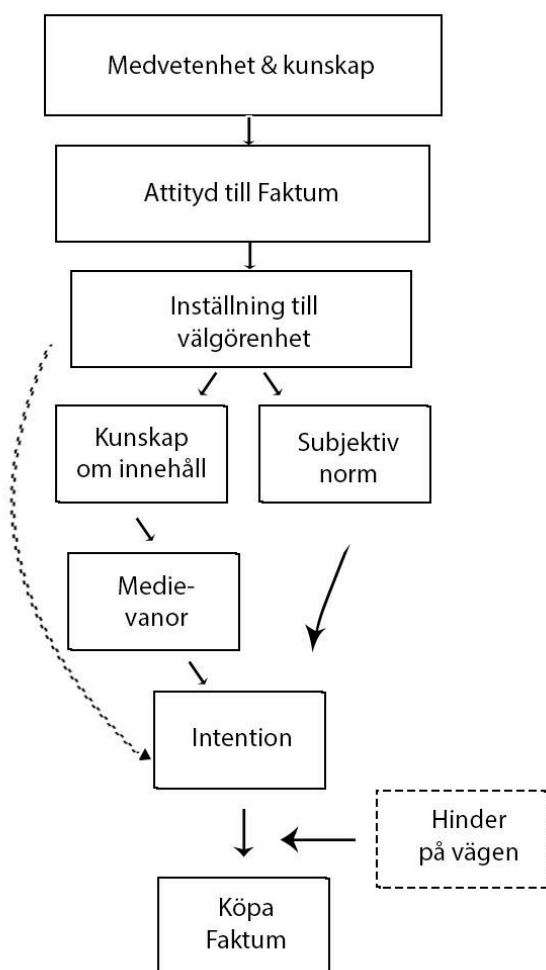 Medvetenhet & kunskap
Attityd till Faktum
Inställning till
välgörenhet
Kunskap
om innehåll
Subjektiv
norm
Medie-
vanor
Intention
Hinder
på vägen
Köpa
Faktum